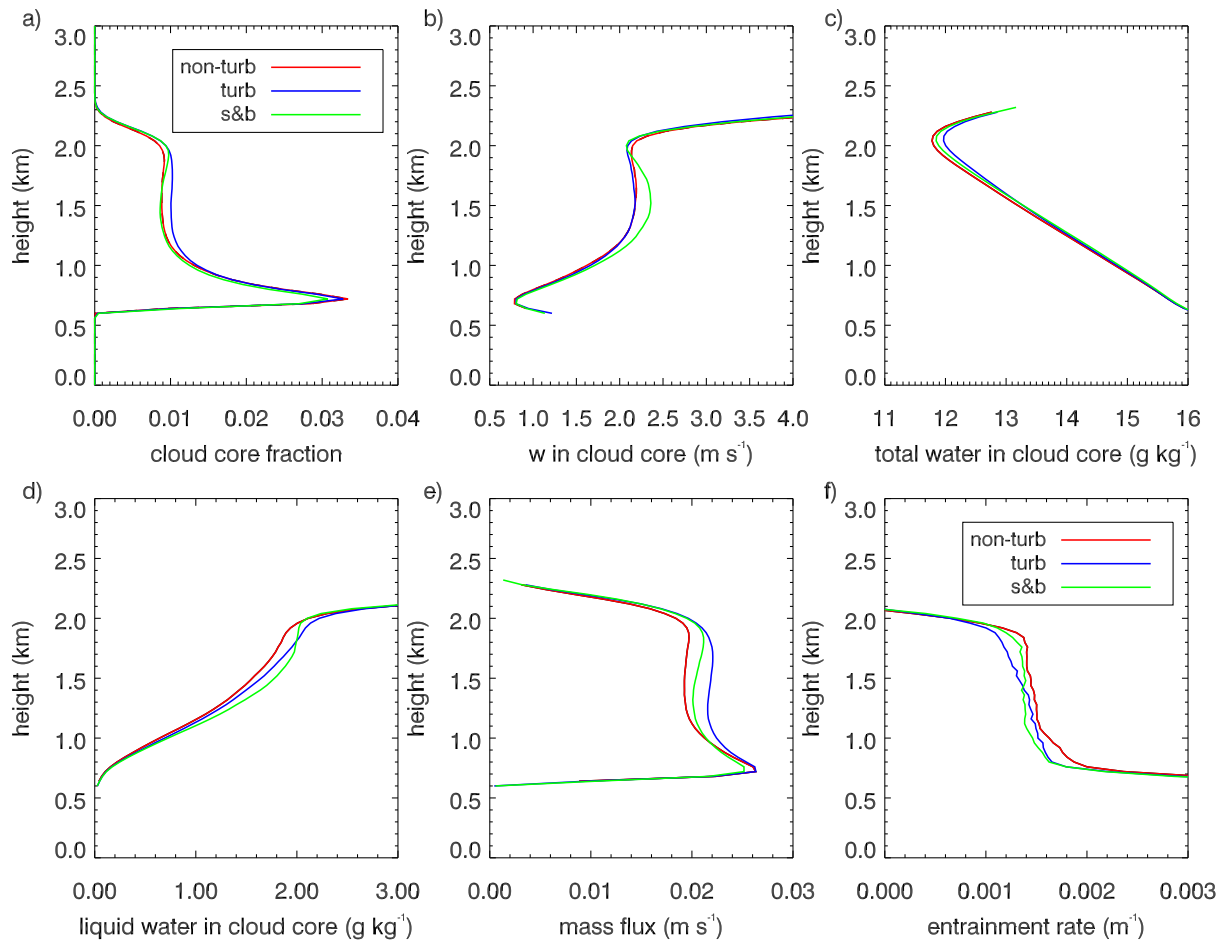 a)
3.0
2.5
2.0
1.5
1.0
0.5
0.0
height (km)
non-turb
turb
s&b
0.00 0.01 0.02 0.03 0.04
cloud core fraction
b)
3.0
2.5
2.0
1.5
1.0
0.5
0.0
height (km)
0.5 1.0 1.5 2.0 2.5 3.0 3.5 4.0
w in cloud core (m s⁻¹)
c)
3.0
2.5
2.0
1.5
1.0
0.5
0.0
height (km)
11 12 13 14 15 16
total water in cloud core (g kg⁻¹)
d)
3.0
2.5
2.0
1.5
1.0
0.5
0.0
height (km)
0.00 1.00 2.00 3.00
liquid water in cloud core (g kg⁻¹)
e)
3.0
2.5
2.0
1.5
1.0
0.5
0.0
height (km)
0.00 0.01 0.02 0.03
mass flux (m s⁻¹)
f)
3.0
2.5
2.0
1.5
1.0
0.5
0.0
height (km)
non-turb
turb
s&b
0.000 0.001 0.002 0.003
entrainment rate (m⁻¹)